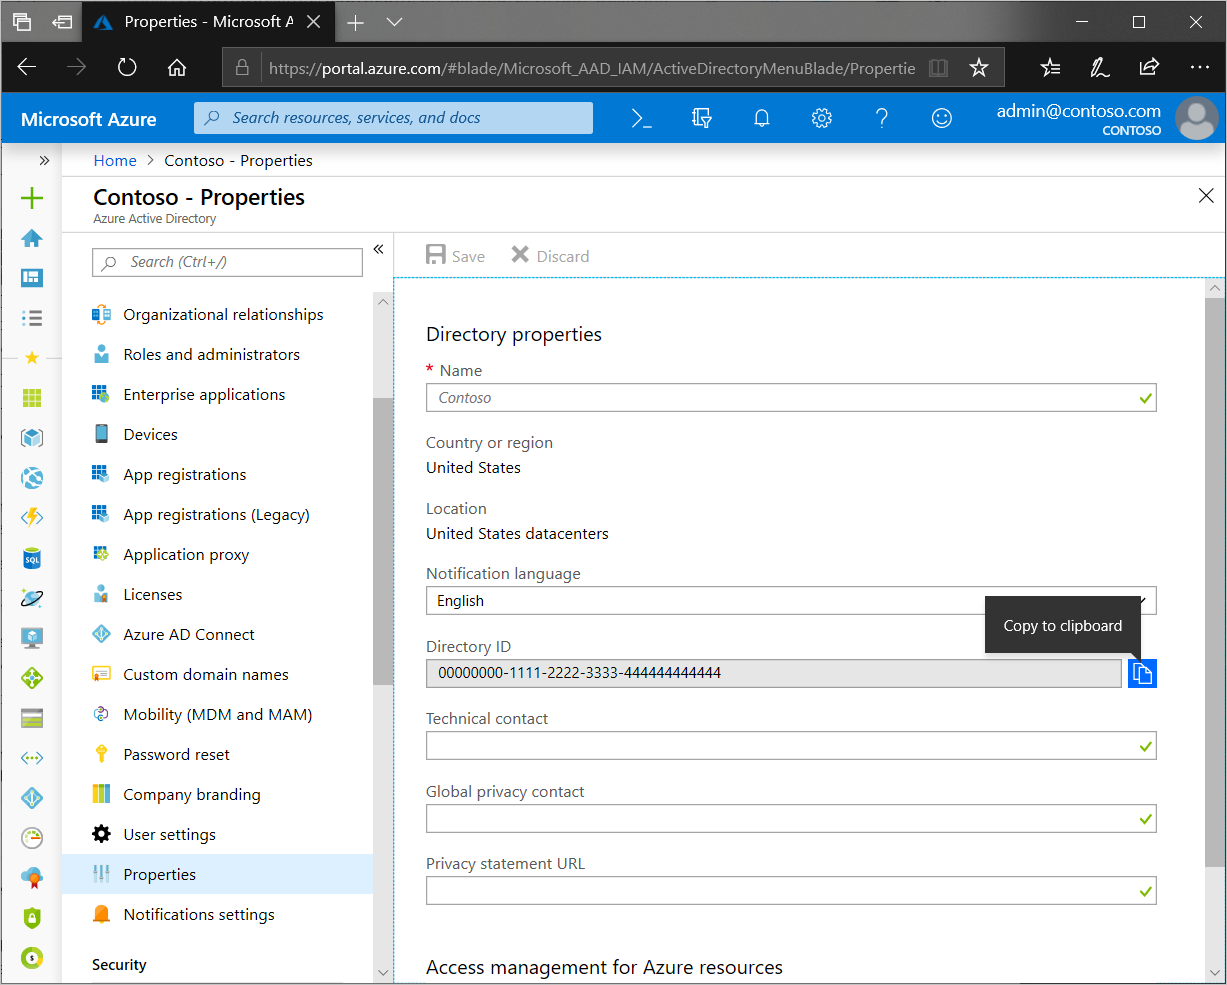 Properties - Microsoft A
https://portal.azure.com/#blade/Microsoft_AAD_IAM/ActiveDirectoryMenuBlade/Propertie
Microsoft Azure
Search resources, services, and docs
admin@contoso.com
CONTOSO
Home > Contoso - Properties
Contoso - Properties
Azure Active Directory
Search (Ctrl+/)
Organizational relationships
Roles and administrators
Enterprise applications
Devices
App registrations
App registrations (Legacy)
Application proxy
Licenses
Azure AD Connect
Custom domain names
Mobility (MDM and MAM)
Password reset
Company branding
User settings
Properties
Notifications settings
Security
Save
Discard
Directory properties
* Name
Contoso
Country or region
United States
Location
United States datacenters
Notification language
English
Copy to clipboard
Directory ID
00000000-1111-2222-3333-444444444444
Technical contact
Global privacy contact
Privacy statement URL
Access management for Azure resources
SQL